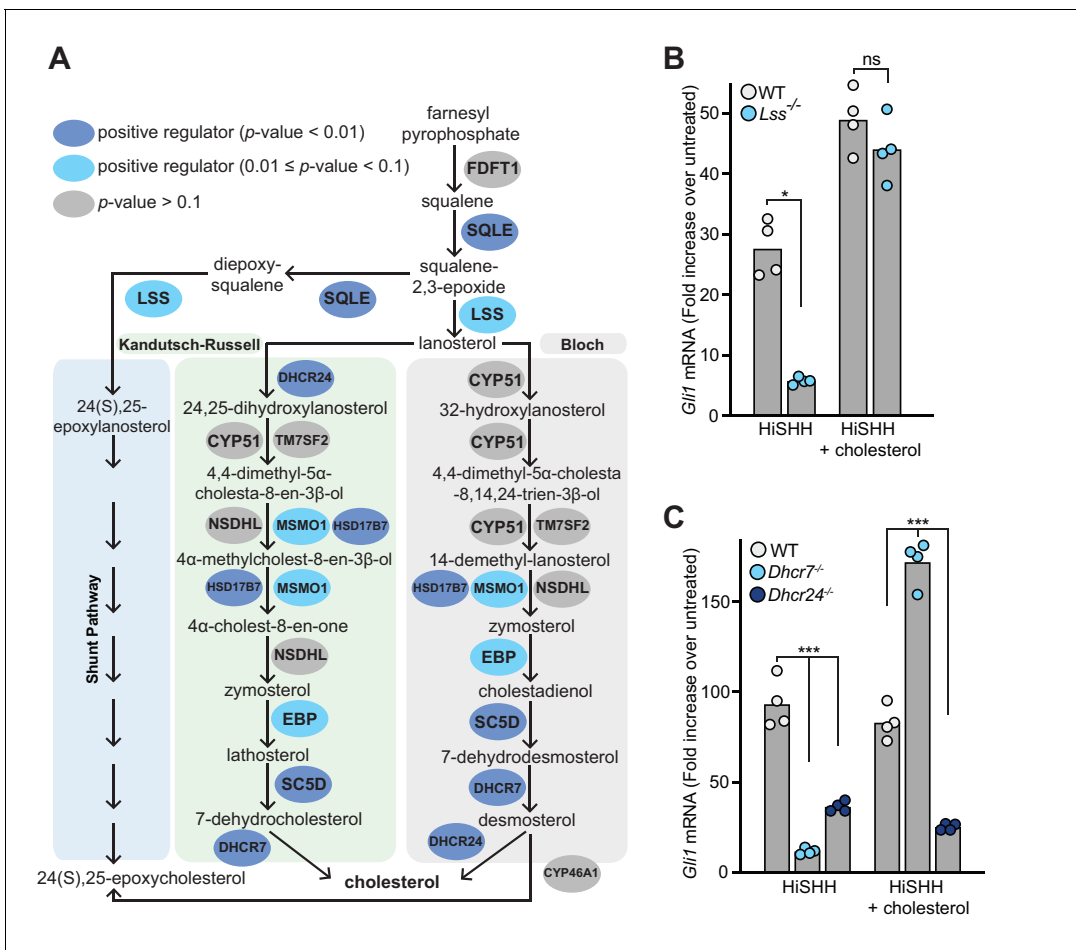 A
positive regulator (p-value < 0.01)
positive regulator (0.01 ≤ p-value < 0.1)
p-value > 0.1
farnesyl
pyrophosphate
FDFT1
squalene
SQLE
diepoxy-
squalene
squalene-
2,3-epoxide
LSS
SQLE
LSS
Kandutsch-Russell
lanosterol
Bloch
Shunt Pathway
24(S),25-
epoxylanosterol
24(S),25-epoxycholesterol
DHCR24
24,25-dihydroxylanosterol
CYP51
TM7SF2
4,4-dimethyl-5α-
cholesta-8-en-3β-ol
NSDHL
MSMO1
HSD17B7
4α-methylcholest-8-en-3β-ol
HSD17B7
MSMO1
4α-cholest-8-en-one
NSDHL
zymosterol
EBP
lathosterol
SC5D
7-dehydrocholesterol
DHCR7
CYP51
32-hydroxylanosterol
CYP51
4,4-dimethyl-5α-cholesta
-8,14,24-trien-3β-ol
CYP51
TM7SF2
14-demethyl-lanosterol
HSD17B7
MSMO1
NSDHL
zymosterol
EBP
cholestadienol
SC5D
7-dehydrodesmosterol
DHCR7
desmosterol
DHCR24
cholesterol
CYP46A1
B
Gli1 mRNA (Fold increase over untreated)
50
40
30
20
10
0
WT
Lss-/-
*
ns
HiSHH
HiSHH
+ cholesterol
C
Gli1 mRNA (Fold increase over untreated)
150
100
50
0
WT
Dhcr7-/-
Dhcr24-/-
***
***
HiSHH
HiSHH
+ cholesterol